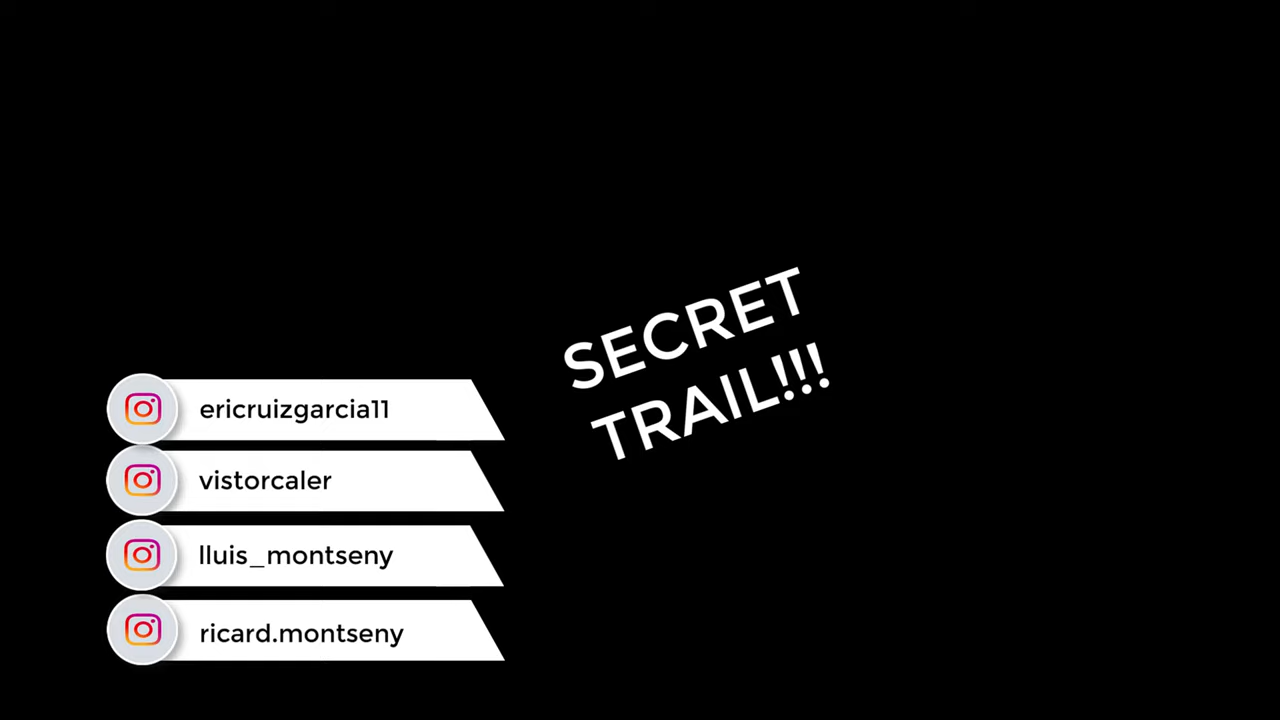 SECRET
TRAIL!!!
ericruizgarcia11
vistorcaler
lluis_montseny
ricard.montseny